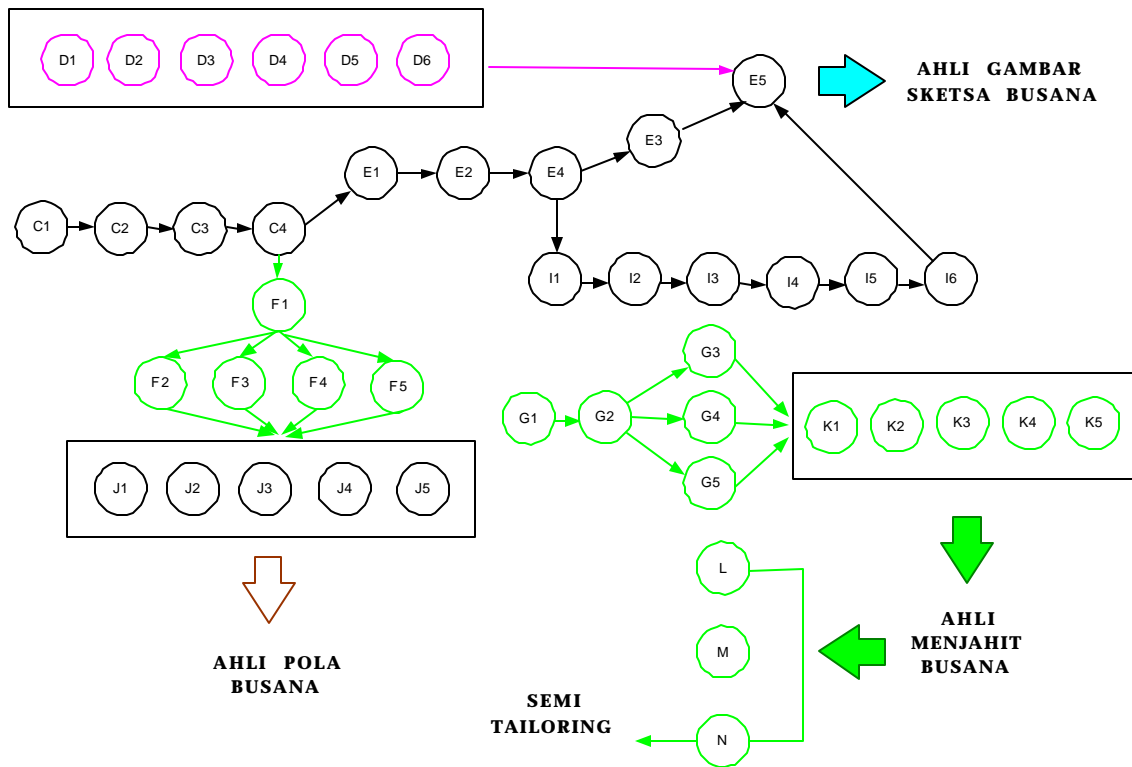 D1 D2 D3 D4 D5 D6
E5
AHLI GAMBAR
SKETSA BUSANA
E3
E1 E2 E4
C1 C2 C3 C4
I1 I2 I3 I4 I5 I6
F1
F2 F3 F4 F5
G3
G1 G2 G4
G5
K1 K2 K3 K4 K5
J1 J2 J3 J4 J5
L
M
N
AHLI
MENJAHIT
BUSANA
AHLI POLA
BUSANA
SEMI
TAILORING